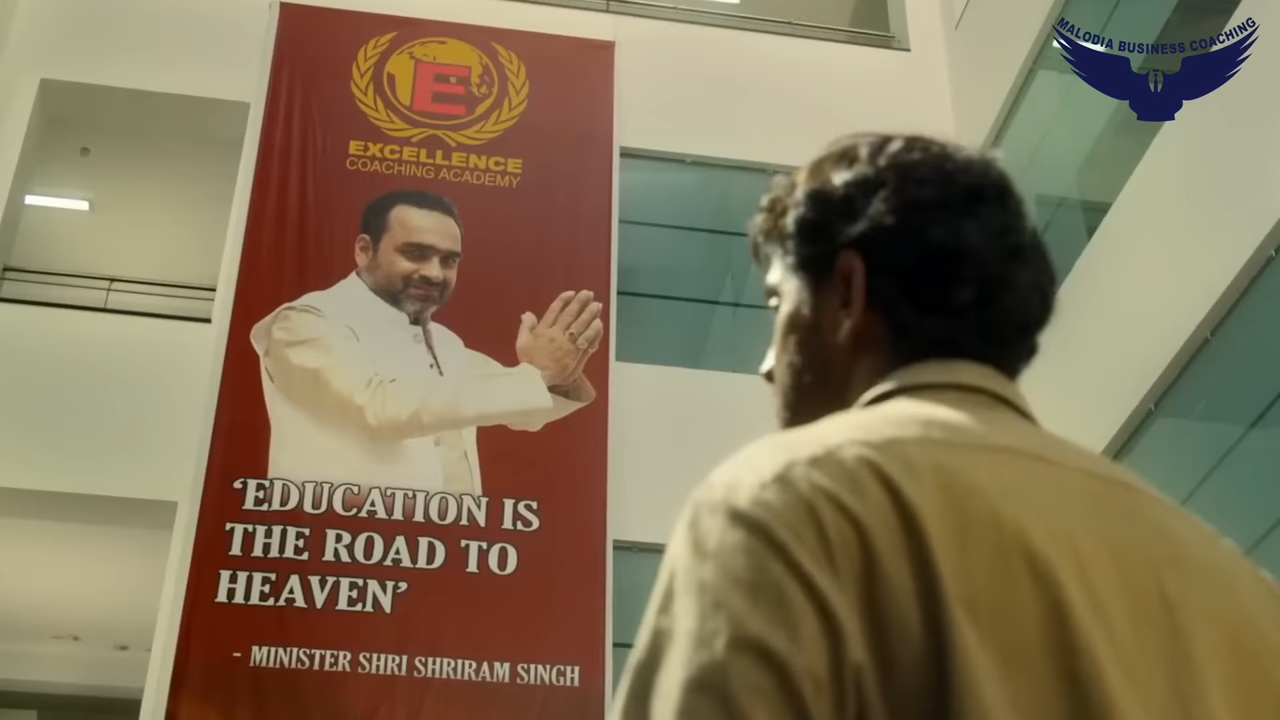 MALODIA BUSINESS COACHING
E
EXCELLENCE
COACHING ACADEMY
‘EDUCATION IS
THE ROAD TO
HEAVEN’
- MINISTER SHRI SHRIRAM SINGH